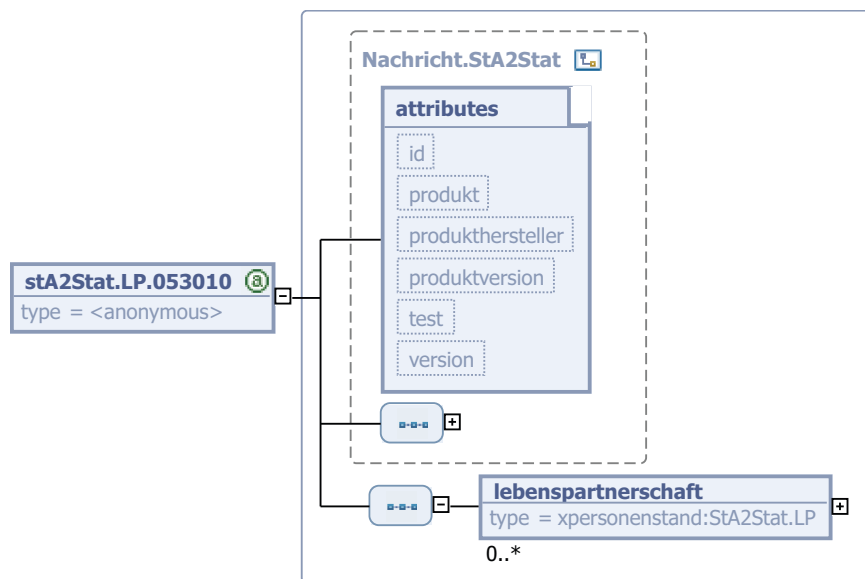 Nachricht.StA2Stat
attributes
id
produkt
produkthersteller
produktversion
test
version
stA2Stat.LP.053010 a
type = <anonymous>
lebenspartnerschaft
type = xpersonenstand:StA2Stat.LP
0..*